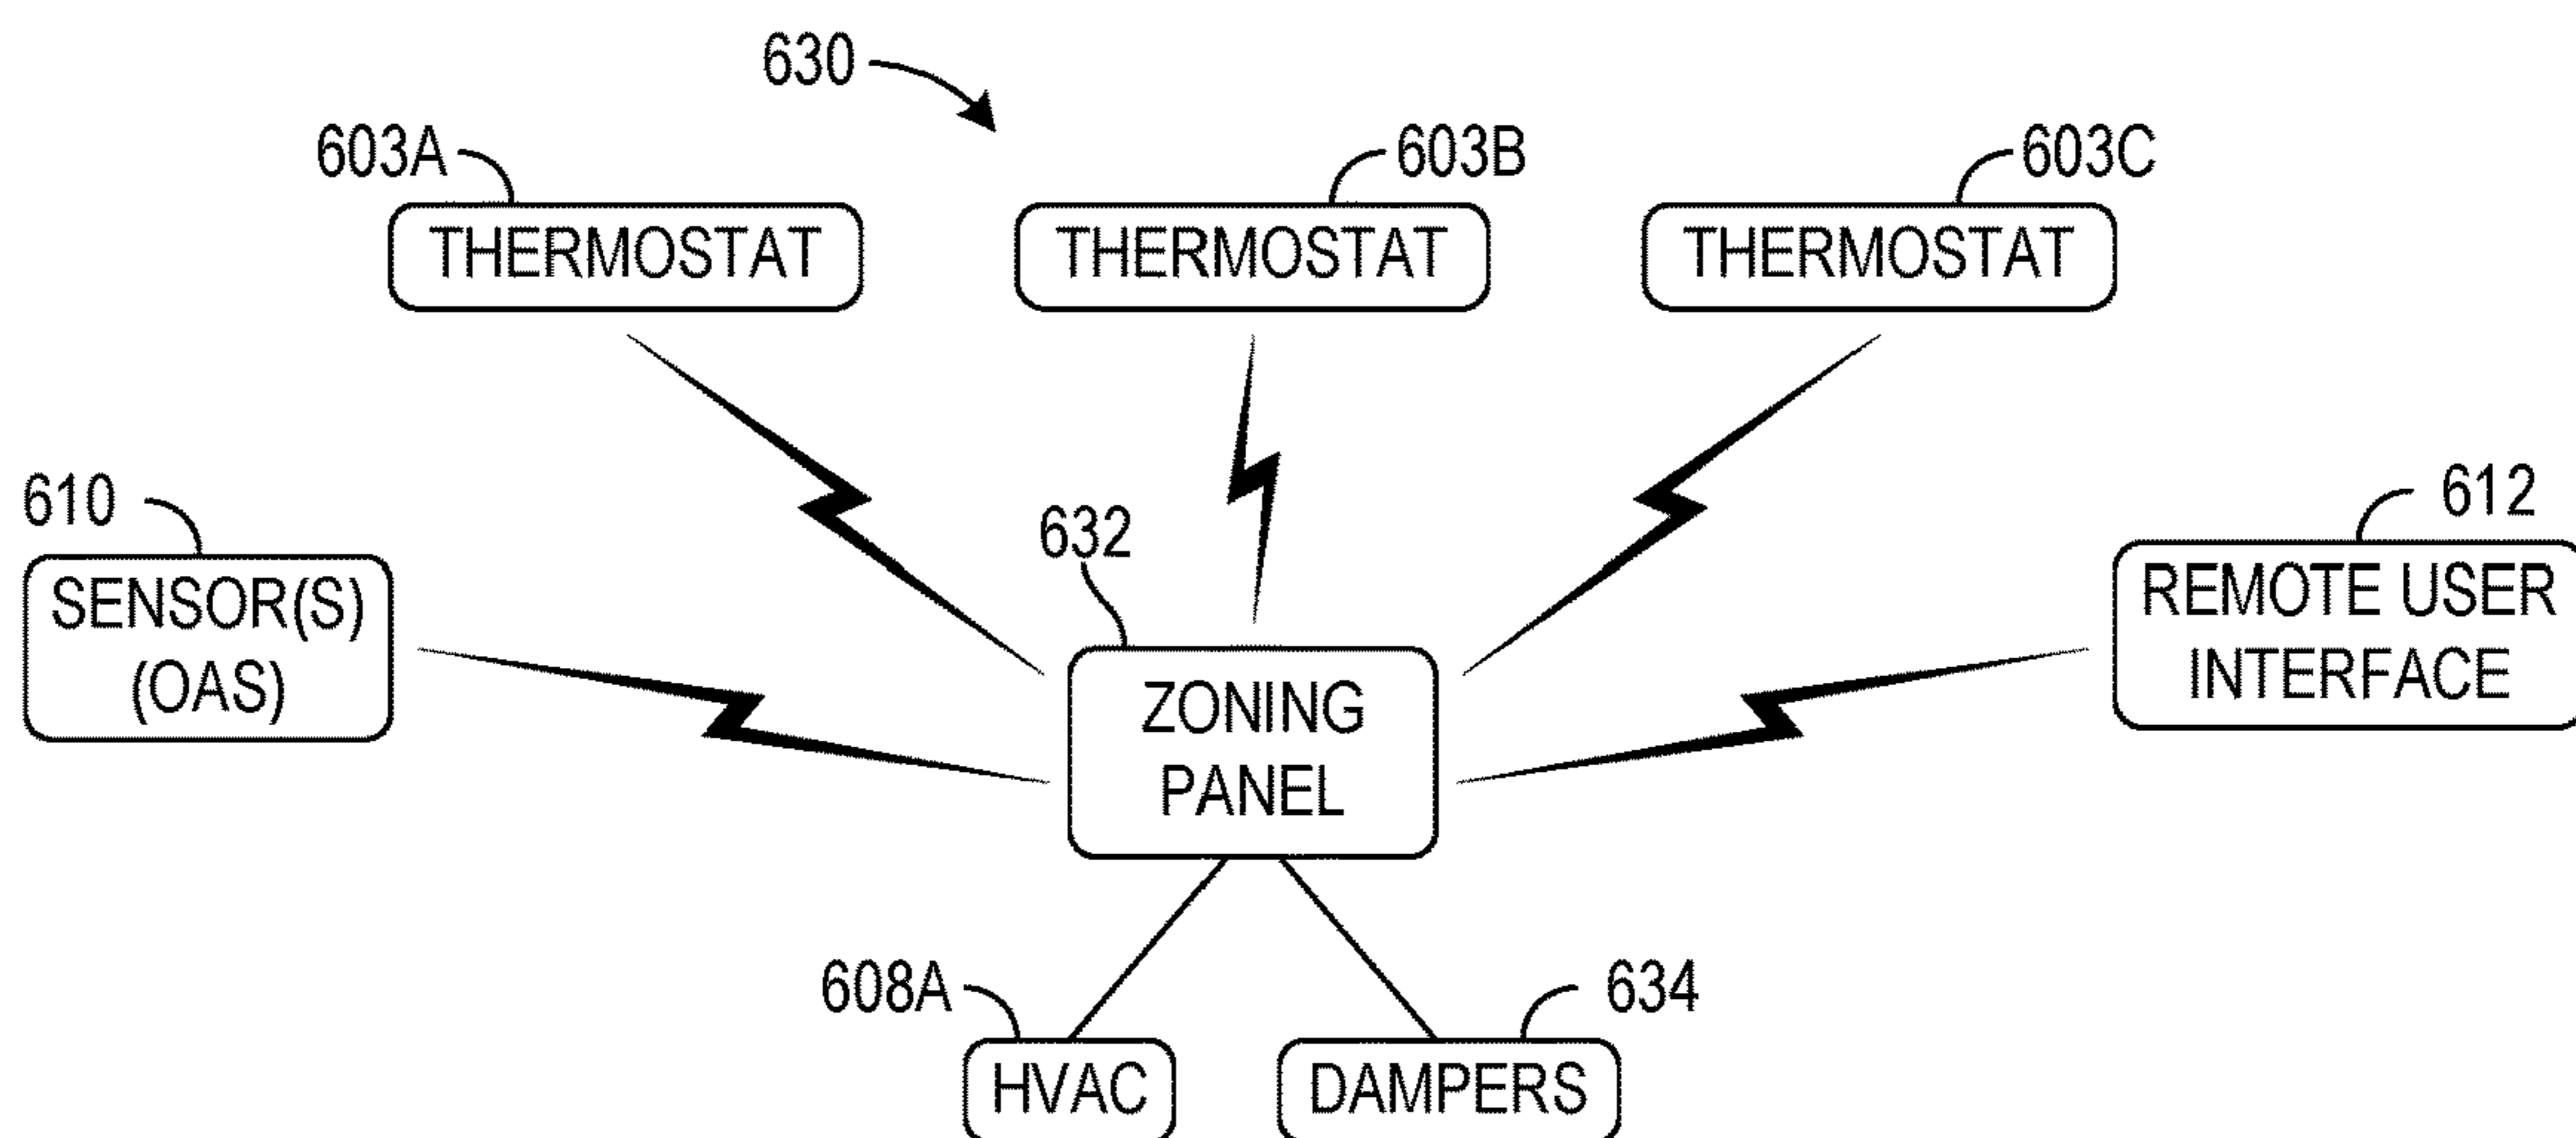 630
603A
603B
603C
THERMOSTAT
THERMOSTAT
THERMOSTAT
610
632
612
SENSOR(S)
(OAS)
ZONING
PANEL
REMOTE USER
INTERFACE
608A
634
HVAC
DAMPERS